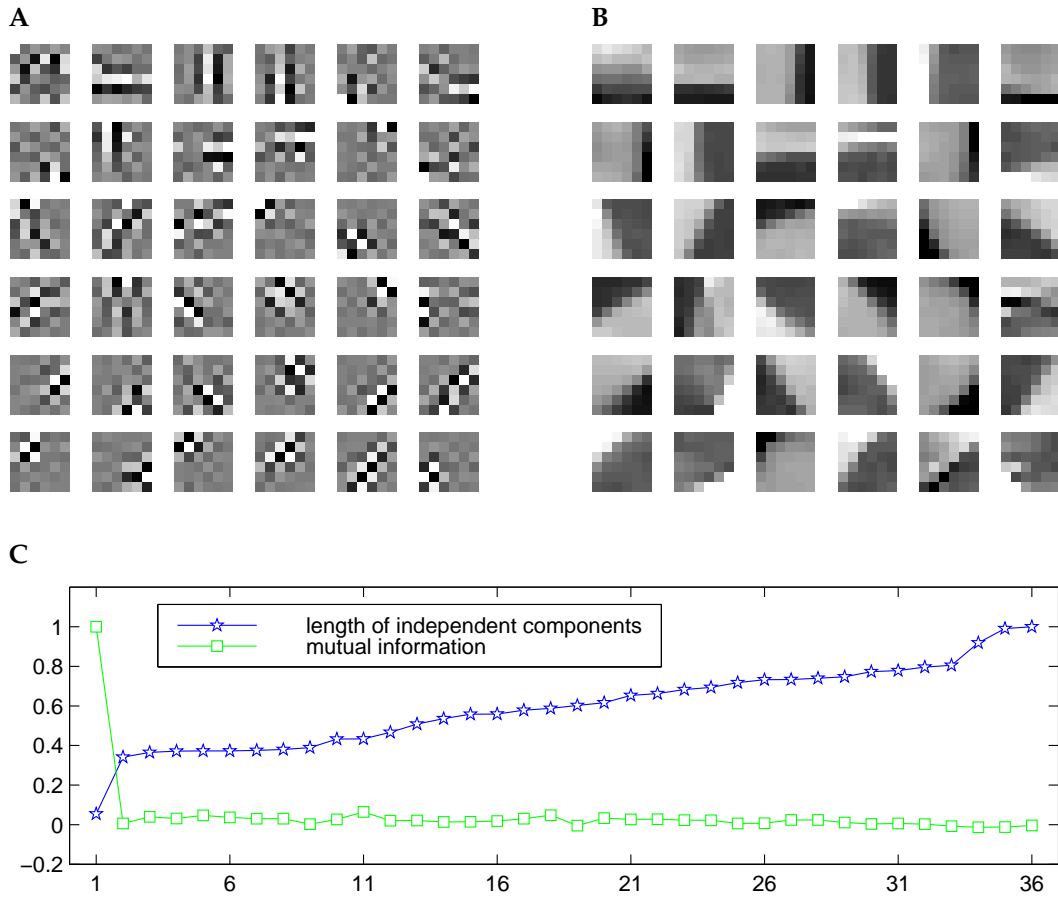 A
B
C
length of independent components
mutual information
1
0.8
0.6
0.4
0.2
0
−0.2
1 6 11 16 21 26 31 36